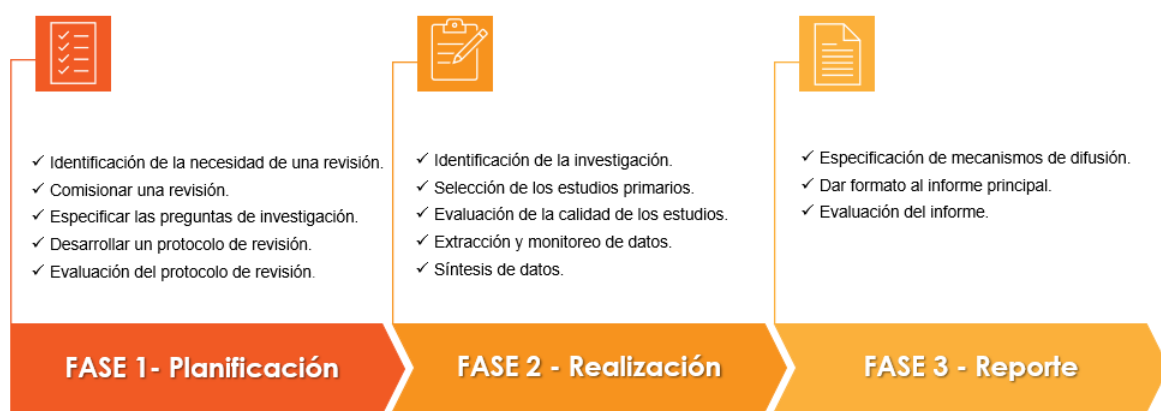 ✓ Identificación de la necesidad de una revisión.
✓ Comisionar una revisión.
✓ Especificar las preguntas de investigación.
✓ Desarrollar un protocolo de revisión.
✓ Evaluación del protocolo de revisión.
FASE 1- Planificación
✓ Identificación de la investigación.
✓ Selección de los estudios primarios.
✓ Evaluación de la calidad de los estudios.
✓ Extracción y monitoreo de datos.
✓ Síntesis de datos.
FASE 2 - Realización
✓ Especificación de mecanismos de difusión.
✓ Dar formato al informe principal.
✓ Evaluación del informe.
FASE 3 - Reporte